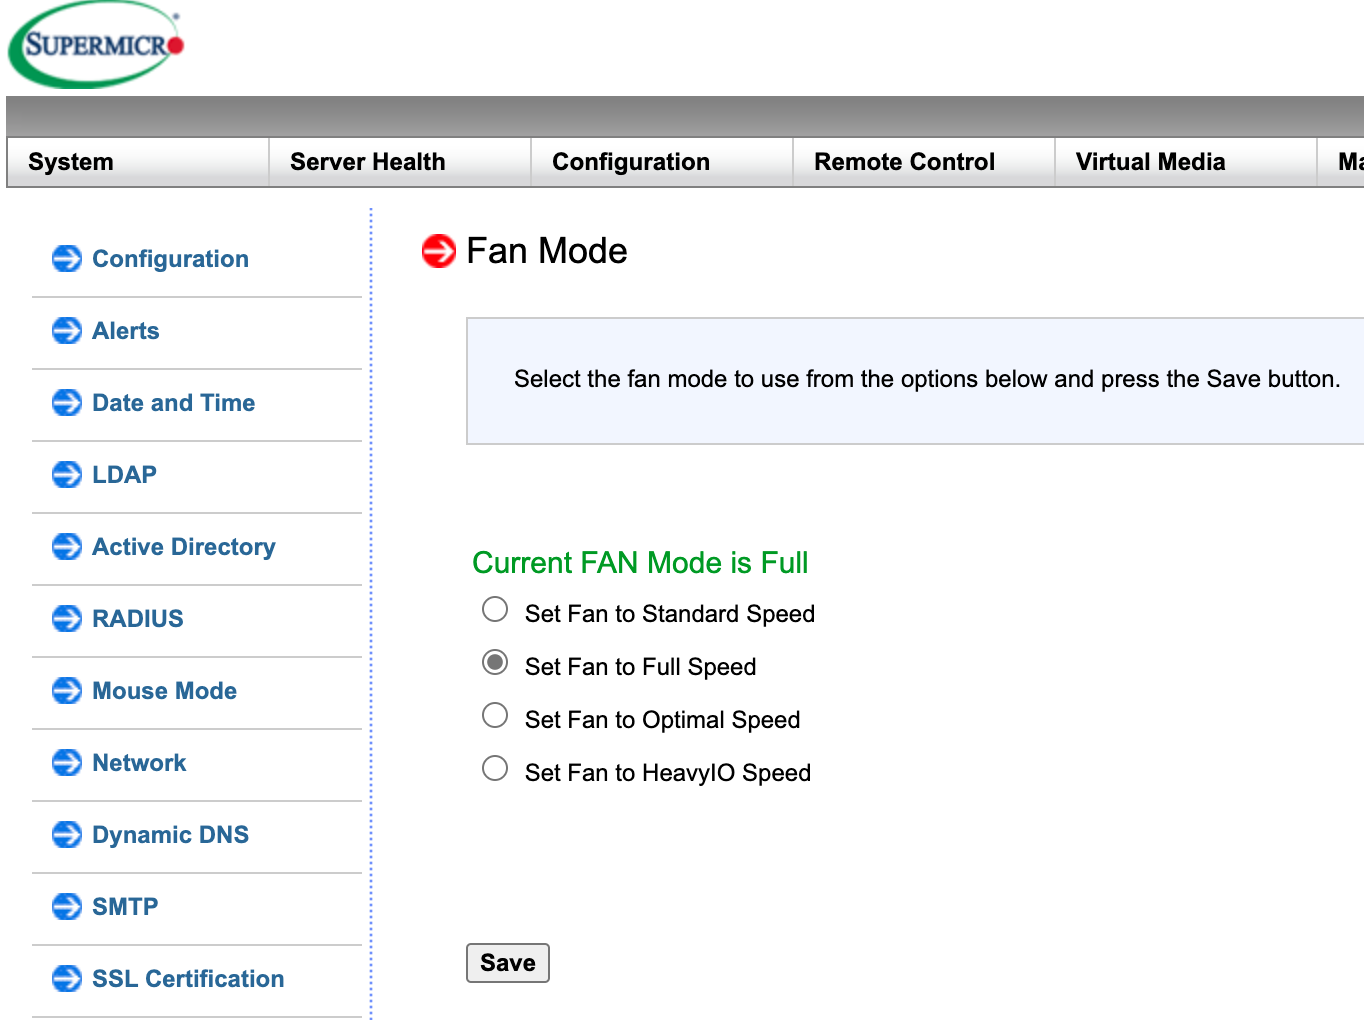 SUPERMICR
System
Server Health
Configuration
Remote Control
Virtual Media
Ma
Configuration
Alerts
Date and Time
LDAP
Active Directory
RADIUS
Mouse Mode
Network
Dynamic DNS
SMTP
SSL Certification
Fan Mode
Select the fan mode to use from the options below and press the Save button.
Current FAN Mode is Full
Set Fan to Standard Speed
Set Fan to Full Speed
Set Fan to Optimal Speed
Set Fan to HeavyIO Speed
Save